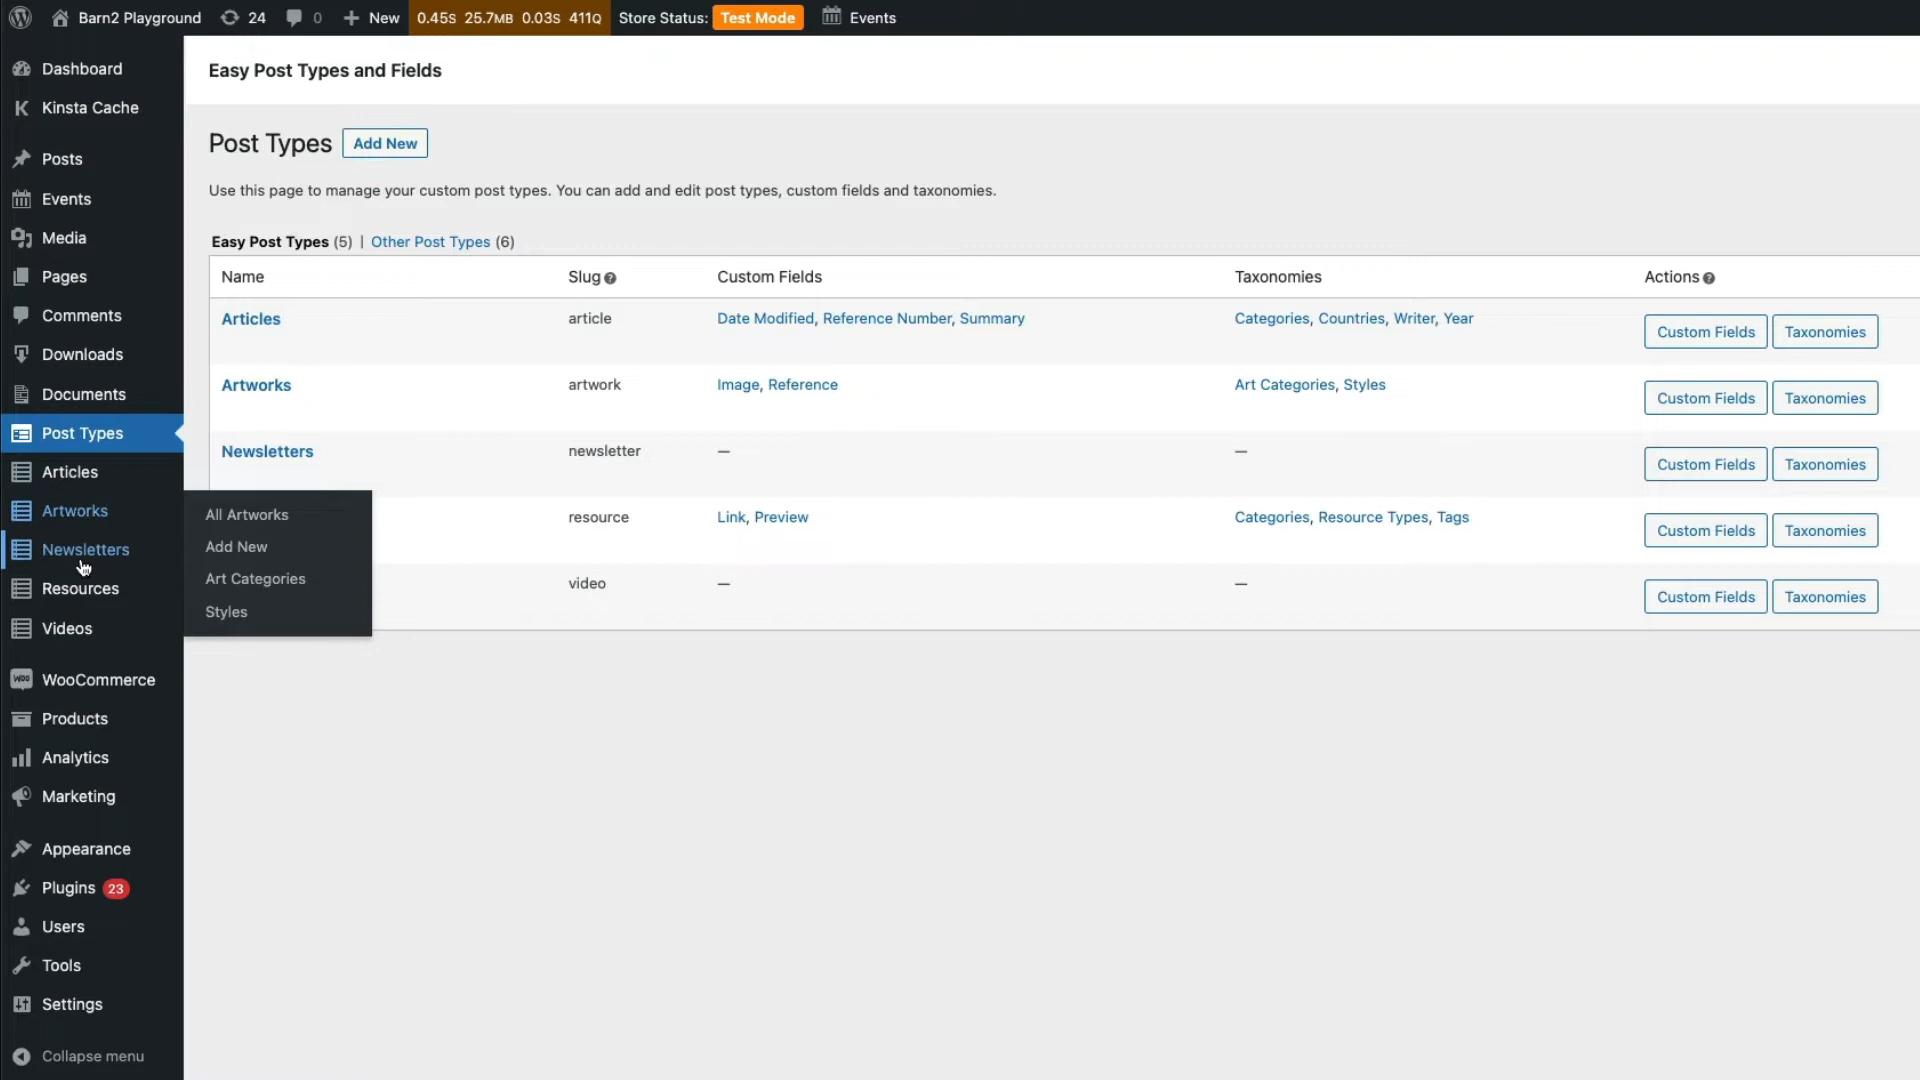 Barn2 Playground 24 0 New 0.45s 25.7MB 0.03s 411Q Store Status: Test Mode Events
Dashboard
Kinsta Cache
Posts
Events
Media
Pages
Comments
Downloads
Documents
Post Types
Articles
Artworks
Newsletters
Resources
Videos
WooCommerce
Products
Analytics
Marketing
Appearance
Plugins 23
Users
Tools
Settings
Collapse menu
All Artworks
Add New
Art Categories
Styles
Easy Post Types and Fields
Post Types Add New
Use this page to manage your custom post types. You can add and edit post types, custom fields and taxonomies.
Easy Post Types (5) | Other Post Types (6)
Name Slug ? Custom Fields Taxonomies Actions ?
Articles article Date Modified, Reference Number, Summary Categories, Countries, Writer, Year Custom Fields Taxonomies
Artworks artwork Image, Reference Art Categories, Styles Custom Fields Taxonomies
Newsletters newsletter — — Custom Fields Taxonomies
resource Link, Preview Categories, Resource Types, Tags Custom Fields Taxonomies
video — — Custom Fields Taxonomies